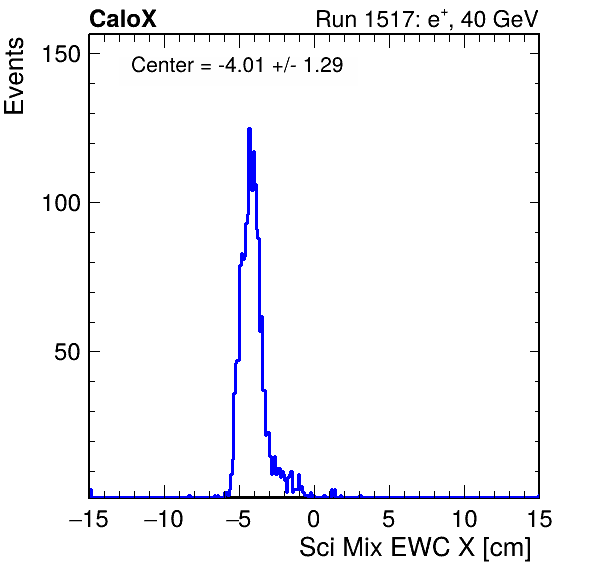 CaloX Run 1517: e⁺, 40 GeV
Events
Center = -4.01 +/- 1.29
150
100
50
−15 −10 −5 0 5 10 15
Sci Mix EWC X [cm]